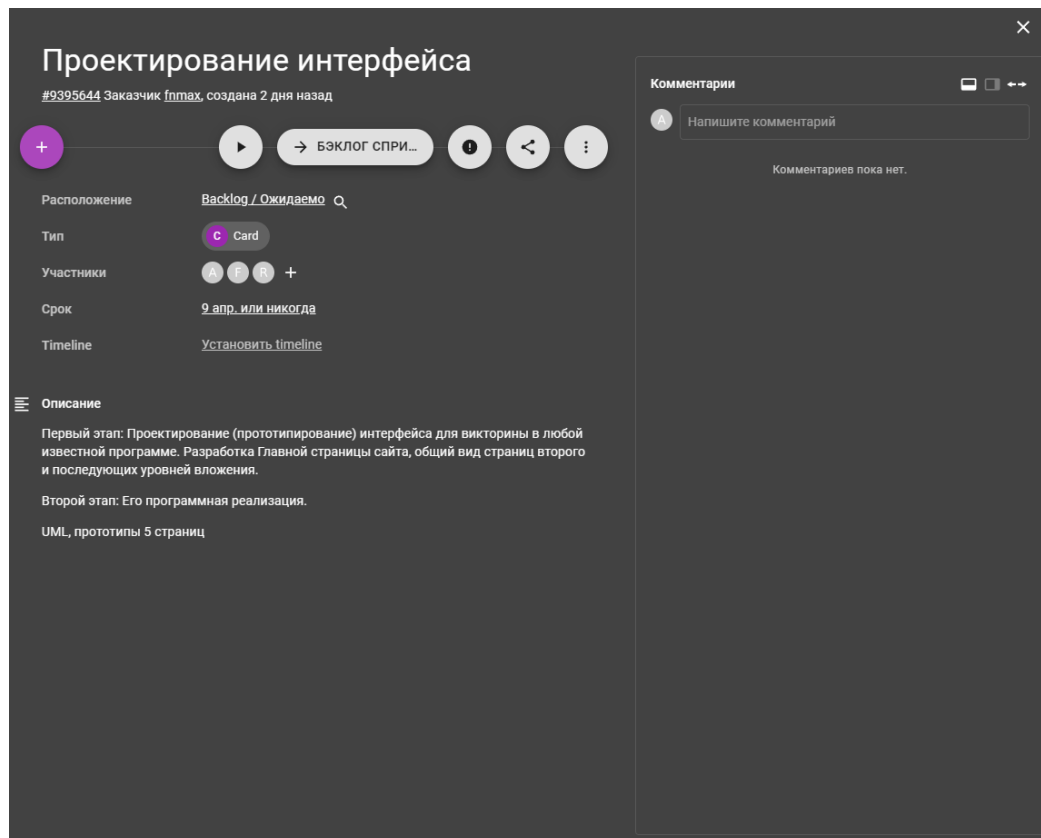 Проектирование интерфейса
#9395644 Заказчик fnmax, создана 2 дня назад
+
БЭКЛОГ СПРИ...
Расположение Backlog / Ожидаемо
Тип C Card
Участники A F R +
Срок 9 апр. или никогда
Timeline Установить timeline
Описание
Первый этап: Проектирование (прототипирование) интерфейса для викторины в любой
известной программе. Разработка Главной страницы сайта, общий вид страниц второго
и последующих уровней вложения.
Второй этап: Его программная реализация.
UML, прототипы 5 страниц
Комментарии
A Напишите комментарий
Комментариев пока нет.